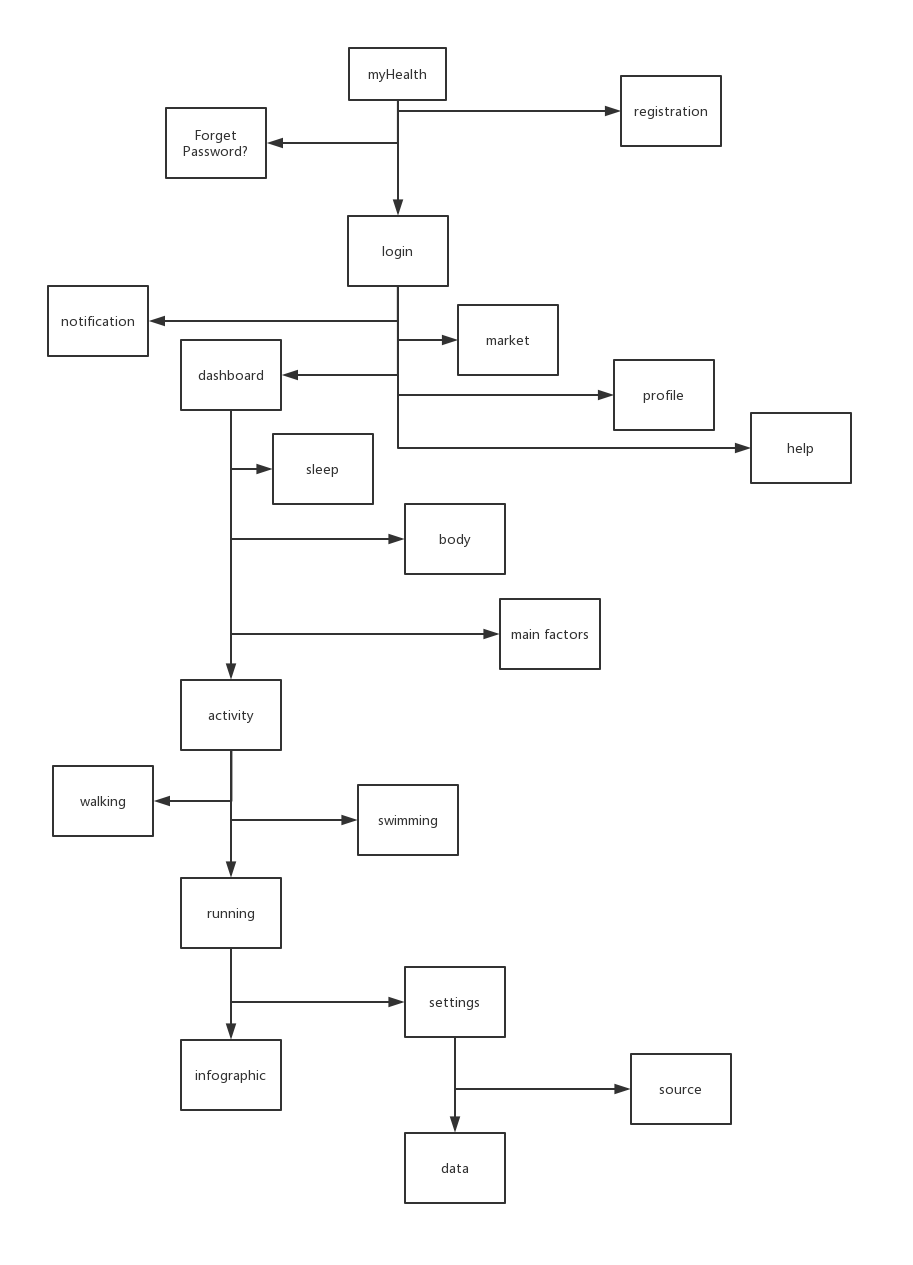 myHealth
registration
Forget
Password?
login
notification
market
dashboard
profile
help
sleep
body
main factors
activity
walking
swimming
running
settings
infographic
source
data